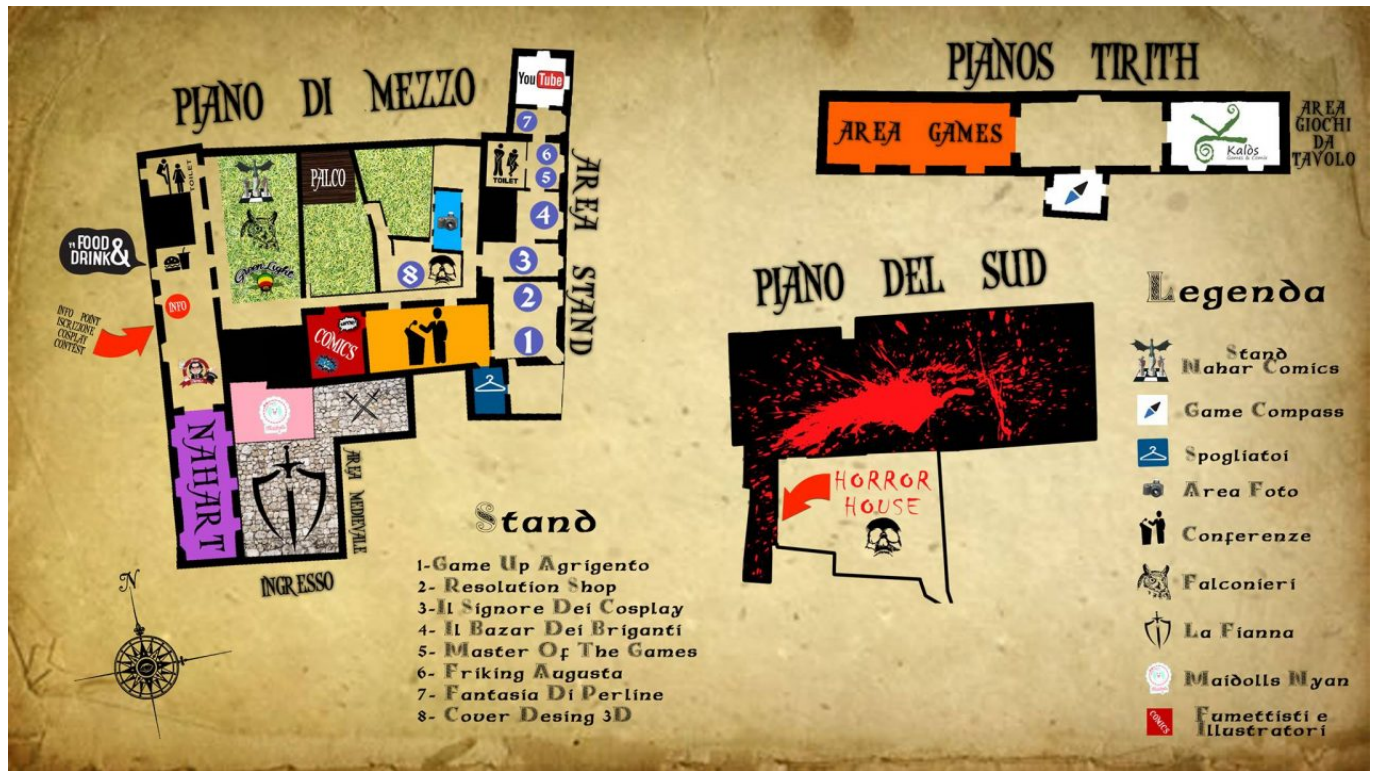 PIANO DI MEZZO
You Tube
7
TOILET
6
5
4
3
2
1
8
AREA STAND
TOILET
PALCO
FOOD
& DRINK
Green Light
INFO
INFO POINT
ISCRIZIONE
COSPLAY
CONTEST
COMICS
NAHART
AREA MEDIEVALE
INGRESSO
N
PIANOS TIRITH
AREA GAMES
Kalòs
Games & Comix
AREA
GIOCHI
DA
TAVOLO
PIANO DEL SUD
HORROR
HOUSE
Stand
1-Game Up Agrigento
2- Resolution Shop
3-Il Signore Dei Cosplay
4- Il Bazar Dei Briganti
5- Master Of The Games
6- Friking Augusta
7- Fantasia Di Perline
8- Cover Desing 3D
Legenda
Stand
Nahar Comics
Game Compass
Spogliatoi
Area Foto
Conferenze
Falconieri
La Fianna
Maidolls Nyan
COMICS
Fumettisti e
Illustratori